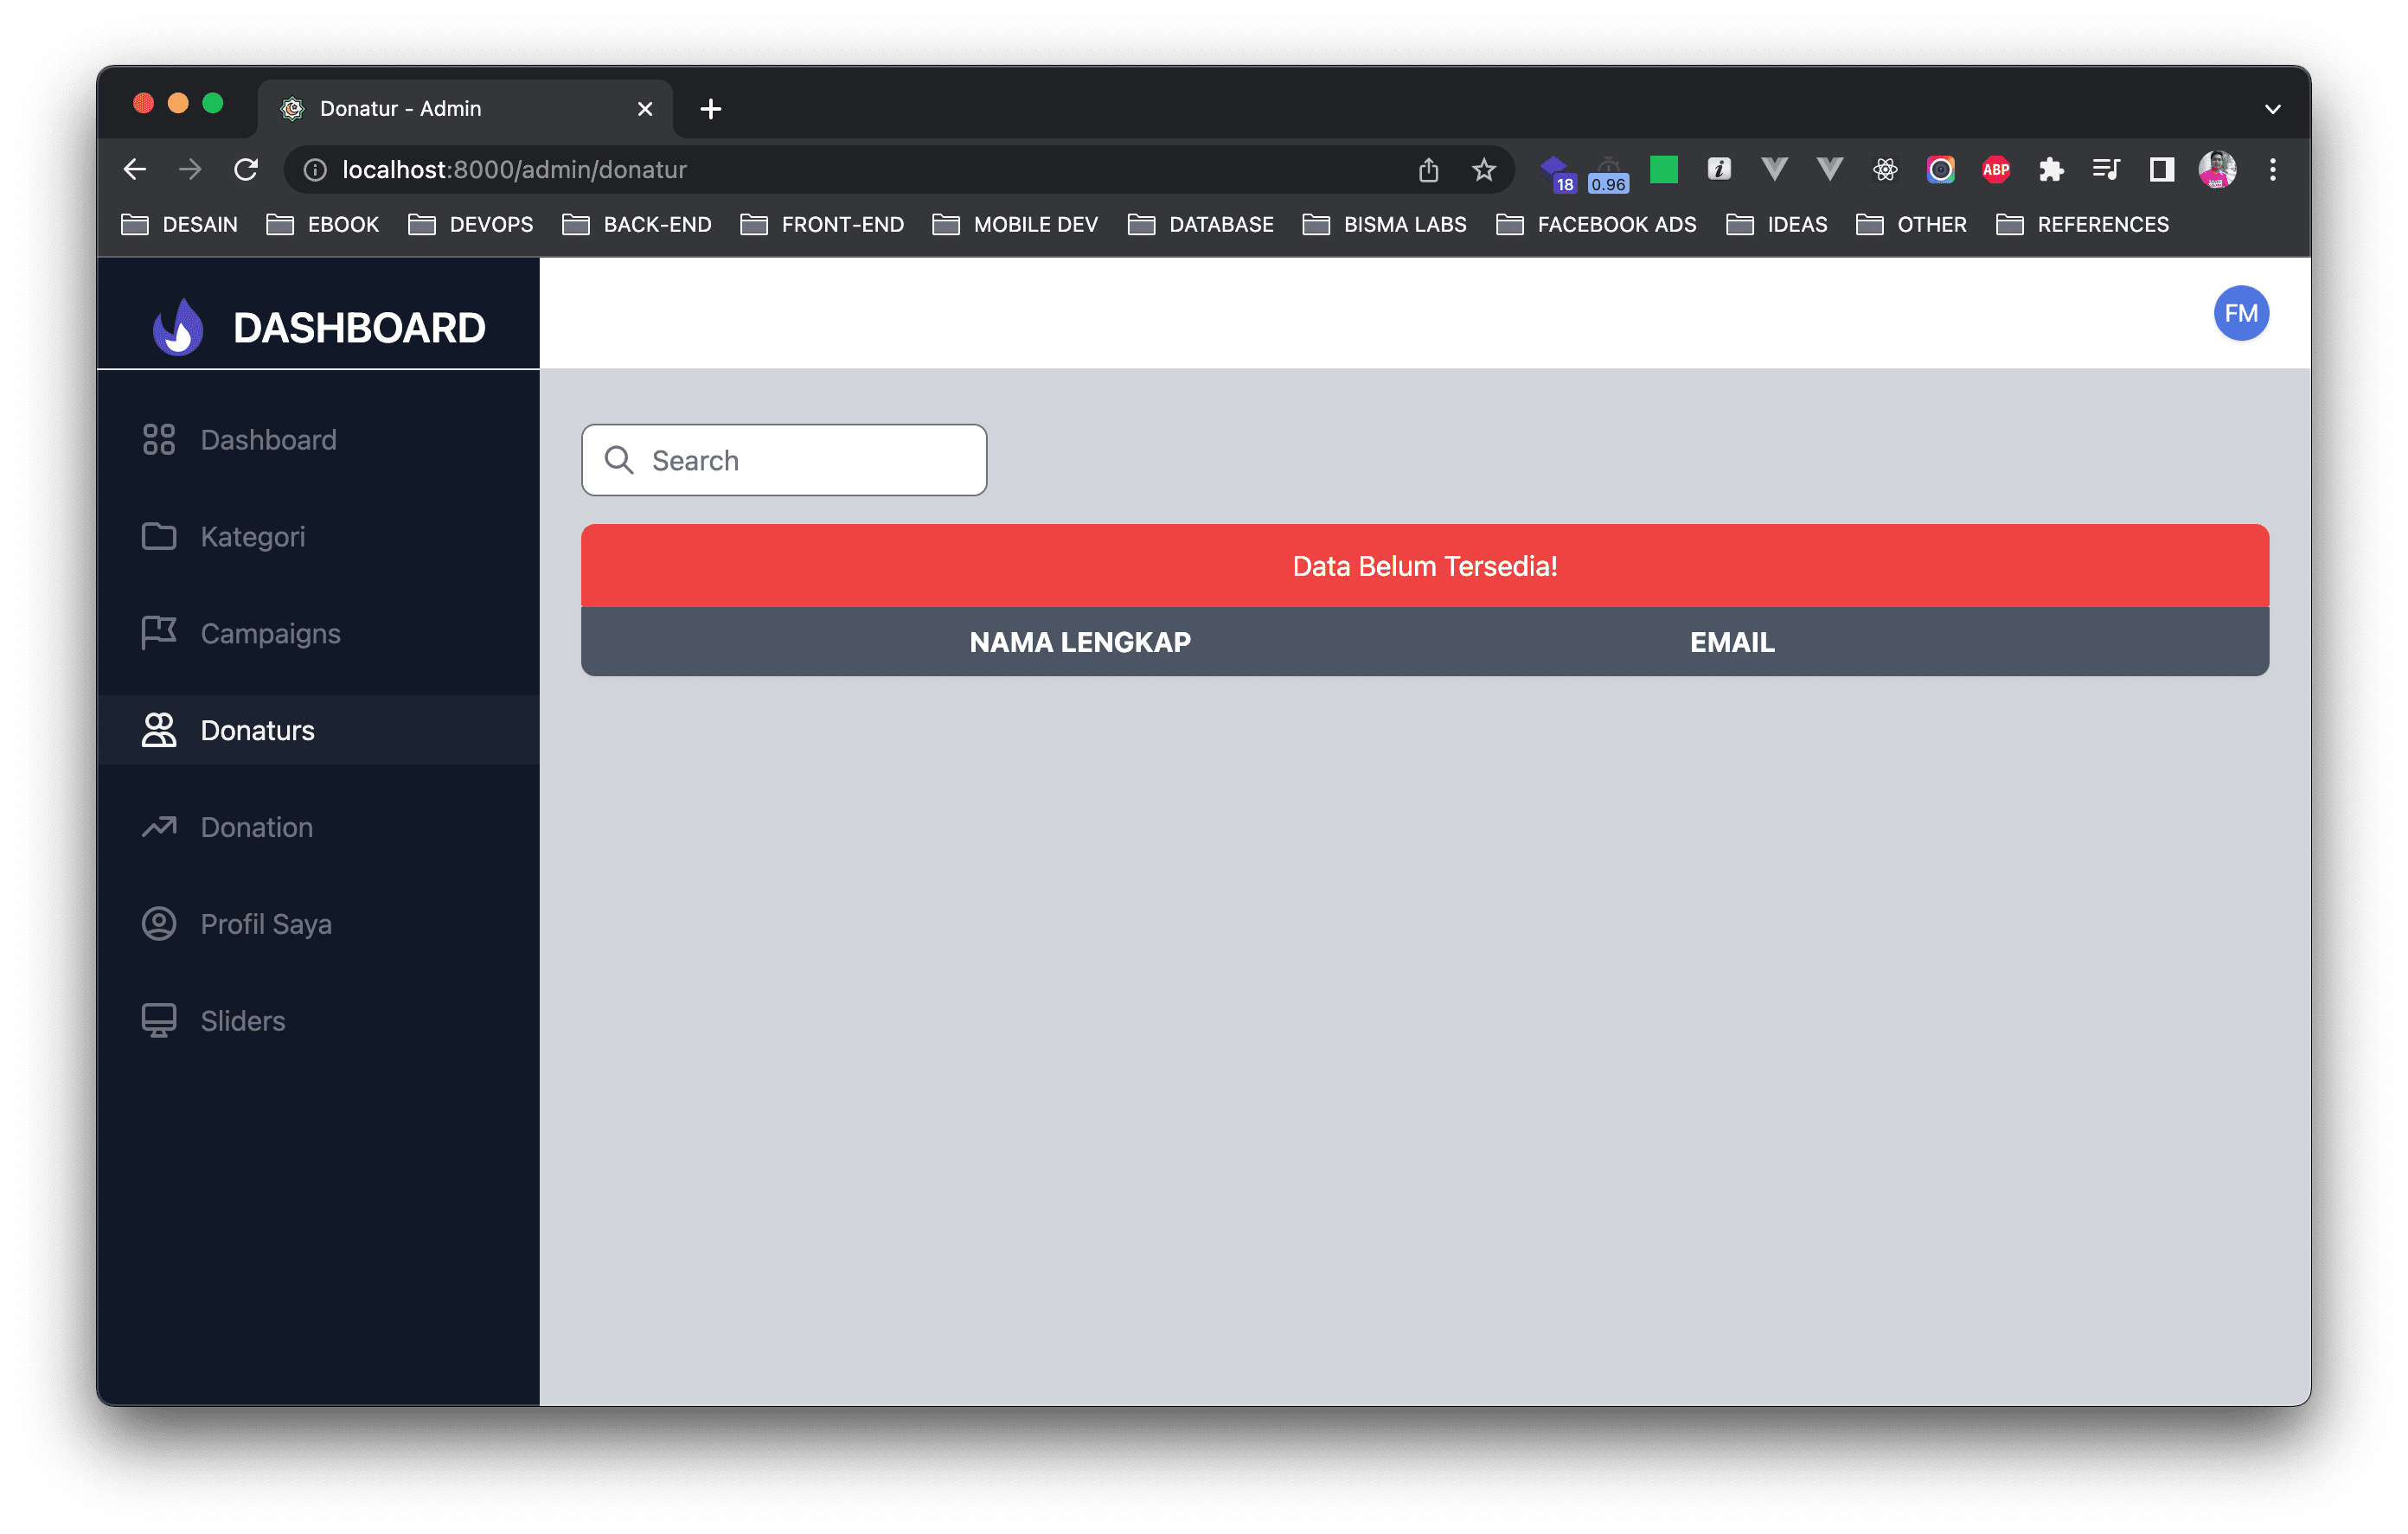 Donatur - Admin
localhost:8000/admin/donatur
18
0.96
i
ABP
DESAIN EBOOK DEVOPS BACK-END FRONT-END MOBILE DEV DATABASE BISMA LABS FACEBOOK ADS IDEAS OTHER REFERENCES
DASHBOARD
FM
Dashboard
Search
Kategori
Data Belum Tersedia!
Campaigns
NAMA LENGKAP EMAIL
Donaturs
Donation
Profil Saya
Sliders